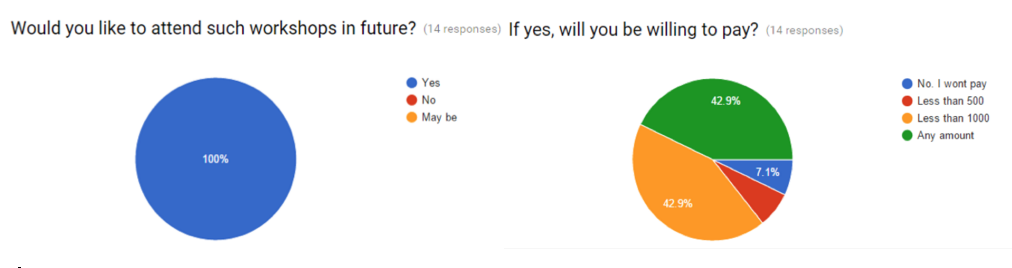 Would you like to attend such workshops in future? (14 responses)
Yes
No
May be
100%
If yes, will you be willing to pay? (14 responses)
No. I wont pay
Less than 500
Less than 1000
Any amount
42.9%
7.1%
42.9%